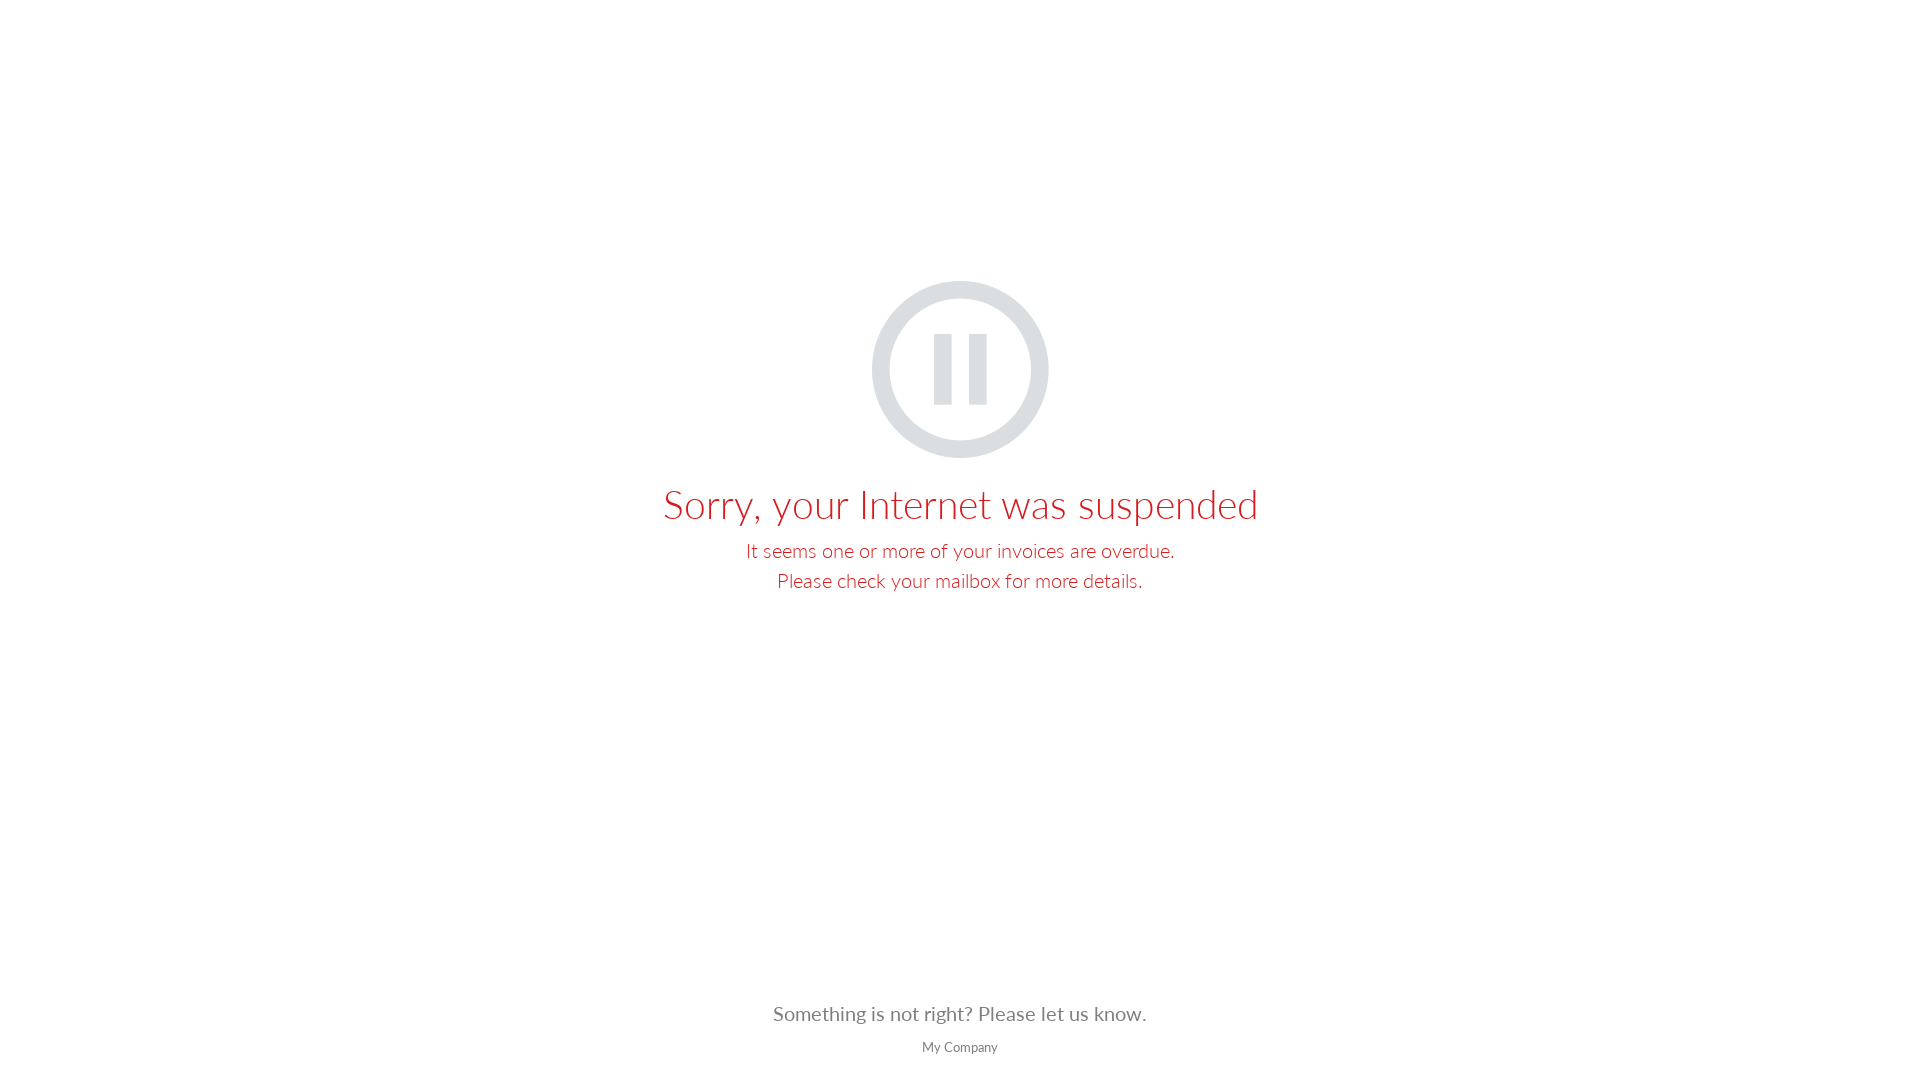 Sorry, your Internet was suspended
It seems one or more of your invoices are overdue.
Please check your mailbox for more details.
Something is not right? Please let us know.
My Company